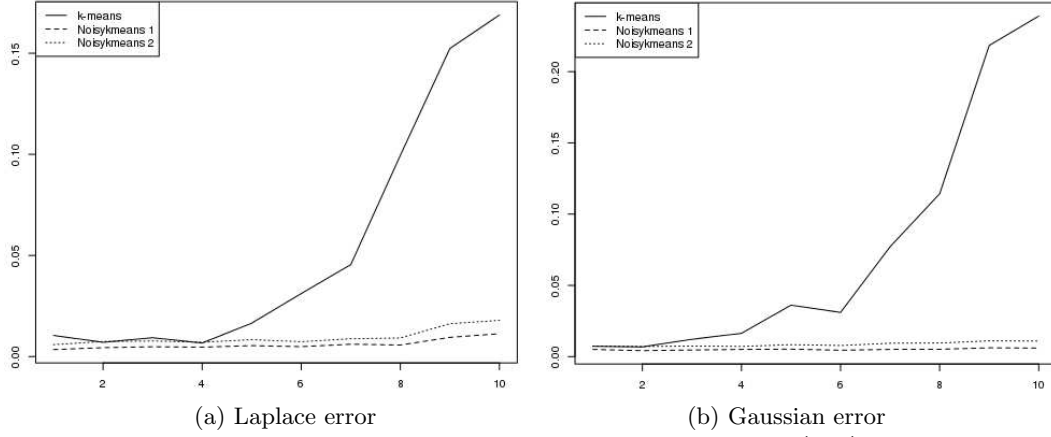 k-means
Noisykmeans 1
Noisykmeans 2
0.15
0.10
0.05
0.00
2 4 6 8 10
(a) Laplace error
k-means
Noisykmeans 1
Noisykmeans 2
0.20
0.15
0.10
0.05
0.00
2 4 6 8 10
(b) Gaussian error